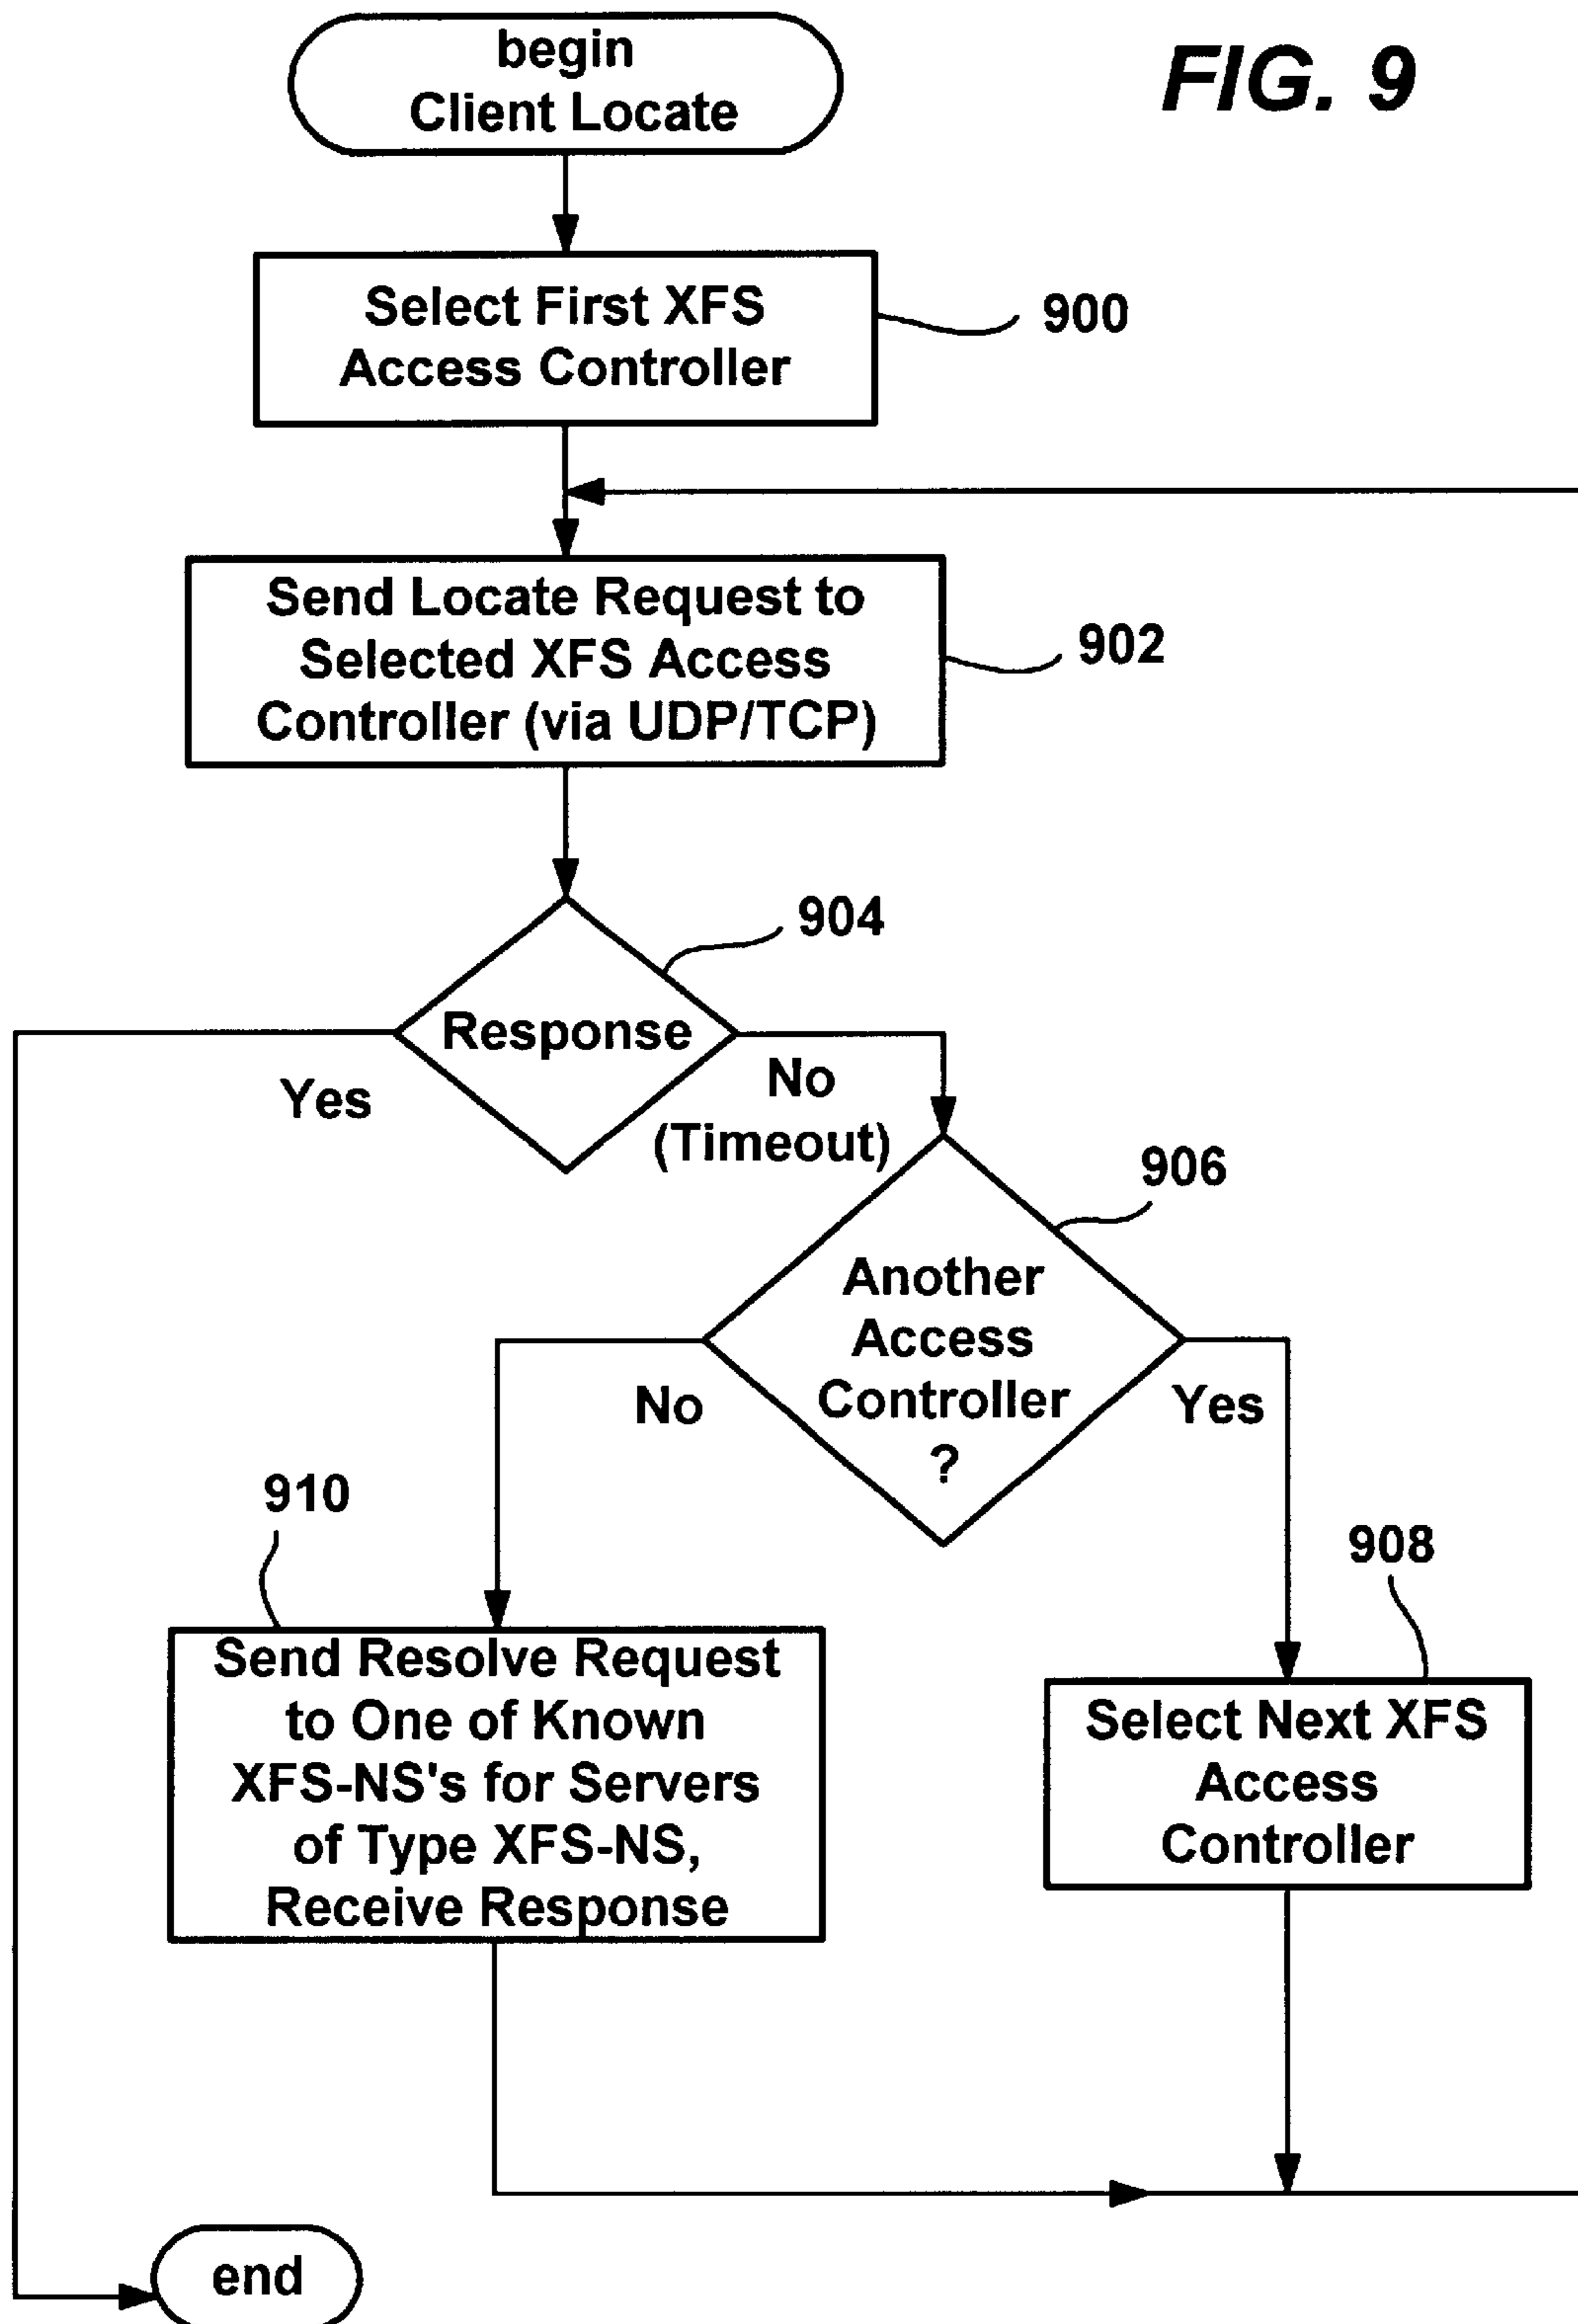 begin
Client Locate
FIG. 9
Select First XFS
Access Controller
900
Send Locate Request to
Selected XFS Access
Controller (via UDP/TCP)
902
904
Response
Yes
No
(Timeout)
906
Another
Access
Controller
?
No
Yes
910
908
Send Resolve Request
to One of Known
XFS-NS's for Servers
of Type XFS-NS,
Receive Response
Select Next XFS
Access
Controller
end